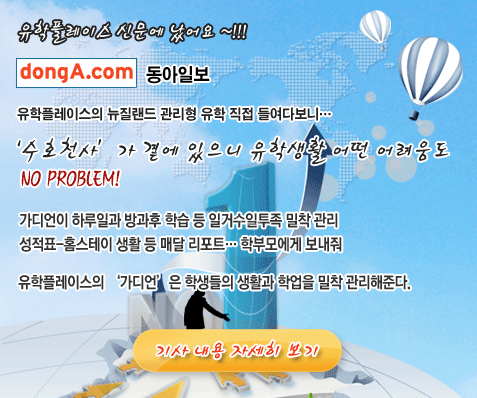 유학플레이스 신문에 났어요 ~!!!
dongA.com 동아일보
유학플레이스의 뉴질랜드 관리형 유학 직접 들여다보니…
'수호천사' 가 곁에 있으니 유학생활 어떤 어려움도
NO PROBLEM!
가디언이 하루일과 방과후 학습 등 일거수일투족 밀착 관리
성적표-홈스테이 생활 등 매달 리포트… 학부모에게 보내줘
유학플레이스의 '가디언' 은 학생들의 생활과 학업을 밀착 관리해준다.
NO 1
기사 내용 자세히 보기